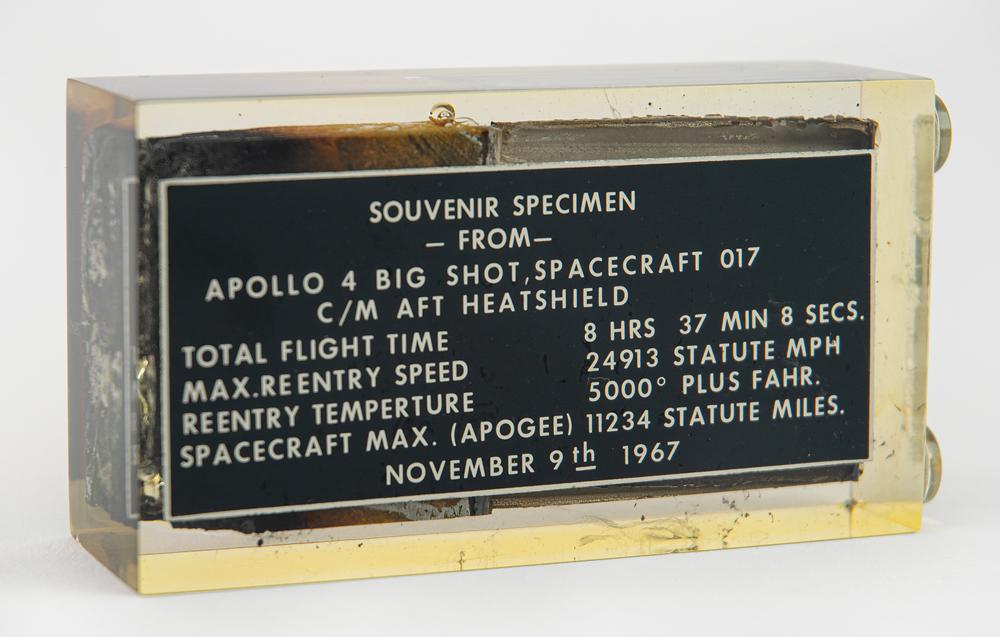 SOUVENIR SPECIMEN
— FROM—
APOLLO 4 BIG SHOT, SPACECRAFT 017
C/M AFT HEATSHIELD
TOTAL FLIGHT TIME 8 HRS 37 MIN 8 SECS.
MAX.REENTRY SPEED 24913 STATUTE MPH
REENTRY TEMPERTURE 5000° PLUS FAHR.
SPACECRAFT MAX. (APOGEE) 11234 STATUTE MILES.
NOVEMBER 9th 1967